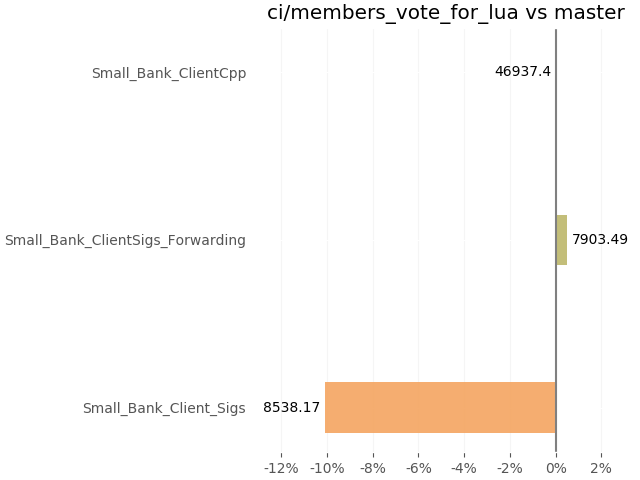 ci/members_vote_for_lua vs master
Small_Bank_ClientCpp
46937.4
Small_Bank_ClientSigs_Forwarding
7903.49
Small_Bank_Client_Sigs
8538.17
-12% -10% -8% -6% -4% -2% 0% 2%